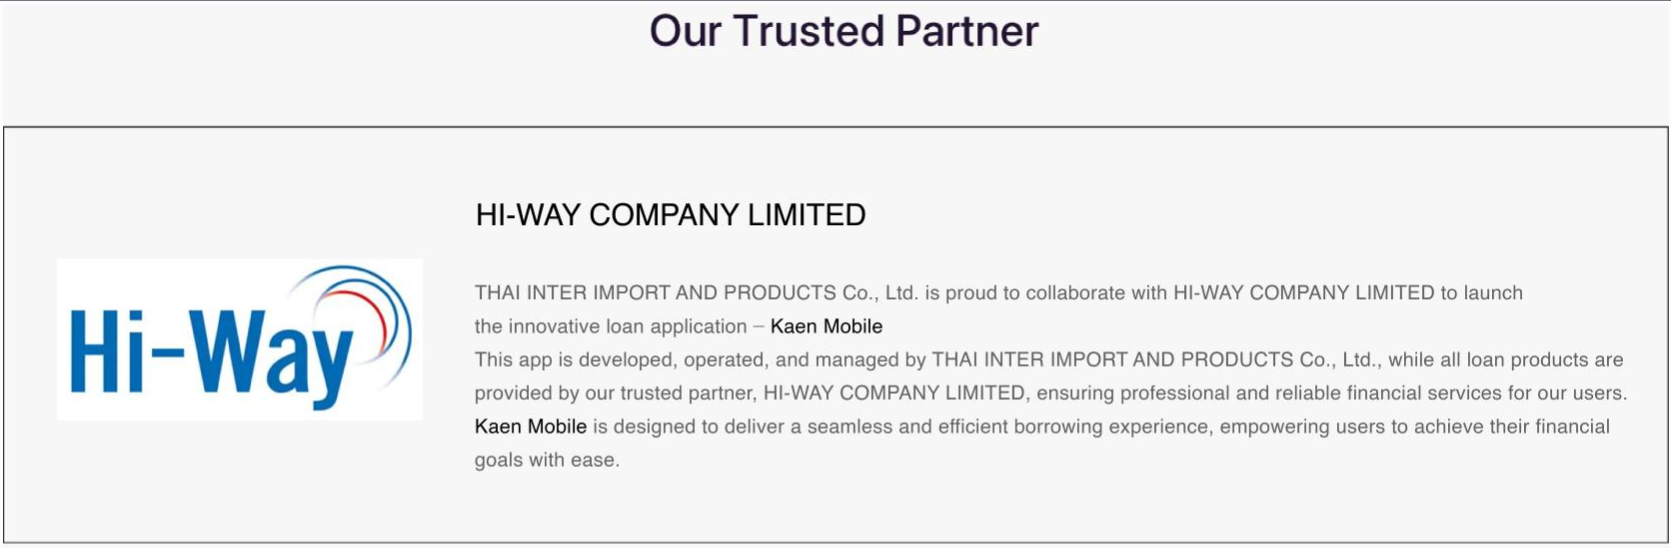 Our Trusted Partner
HI-WAY COMPANY LIMITED
Hi-Way
THAI INTER IMPORT AND PRODUCTS Co., Ltd. is proud to collaborate with HI-WAY COMPANY LIMITED to launch
the innovative loan application – Kaen Mobile
This app is developed, operated, and managed by THAI INTER IMPORT AND PRODUCTS Co., Ltd., while all loan products are
provided by our trusted partner, HI-WAY COMPANY LIMITED, ensuring professional and reliable financial services for our users.
Kaen Mobile is designed to deliver a seamless and efficient borrowing experience, empowering users to achieve their financial
goals with ease.